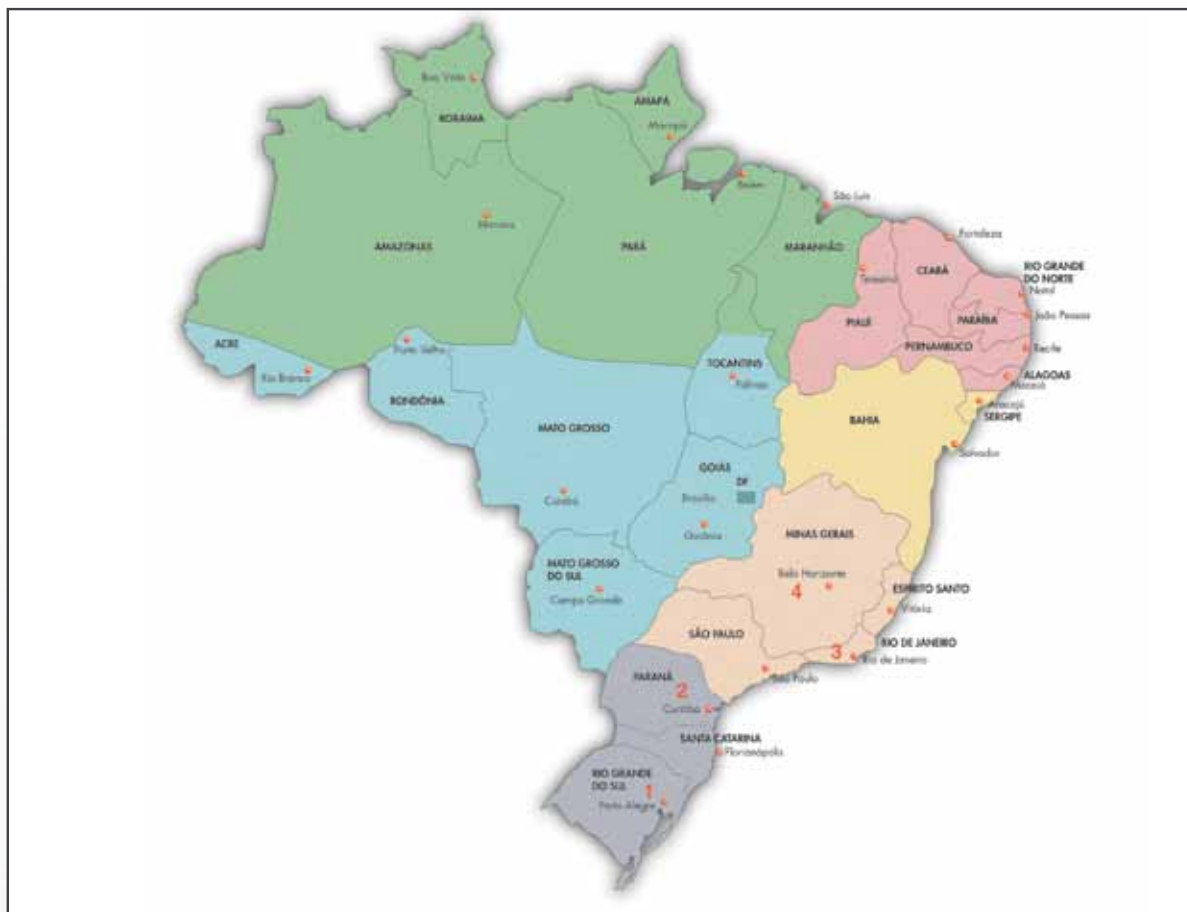 Boa Vista
RORAIMA
AMAPÁ
Macapá
Belém
São Luís
Manaus
AMAZONAS
PARÁ
MARANHÃO
Fortaleza
CEARÁ
Teresina
RIO GRANDE
DO NORTE
Natal
João Pessoa
PARAÍBA
PIAUÍ
PERNAMBUCO
Recife
ALAGOAS
Maceió
Aracajú
SERGIPE
ACRE
Rio Branco
Porto Velho
RONDÔNIA
TOCANTINS
Palmas
MATO GROSSO
BAHIA
Salvador
GOIÁS
DF
Brasília
Cuiabá
Goiânia
MINAS GERAIS
MATO GROSSO
DO SUL
Campo Grande
Belo Horizonte
4
ESPÍRITO SANTO
Vitória
SÃO PAULO
RIO DE JANEIRO
3
Rio de Janeiro
São Paulo
PARANÁ
2
Curitiba
SANTA CATARINA
Florianópolis
RIO GRANDE
DO SUL
1
Porto Alegre